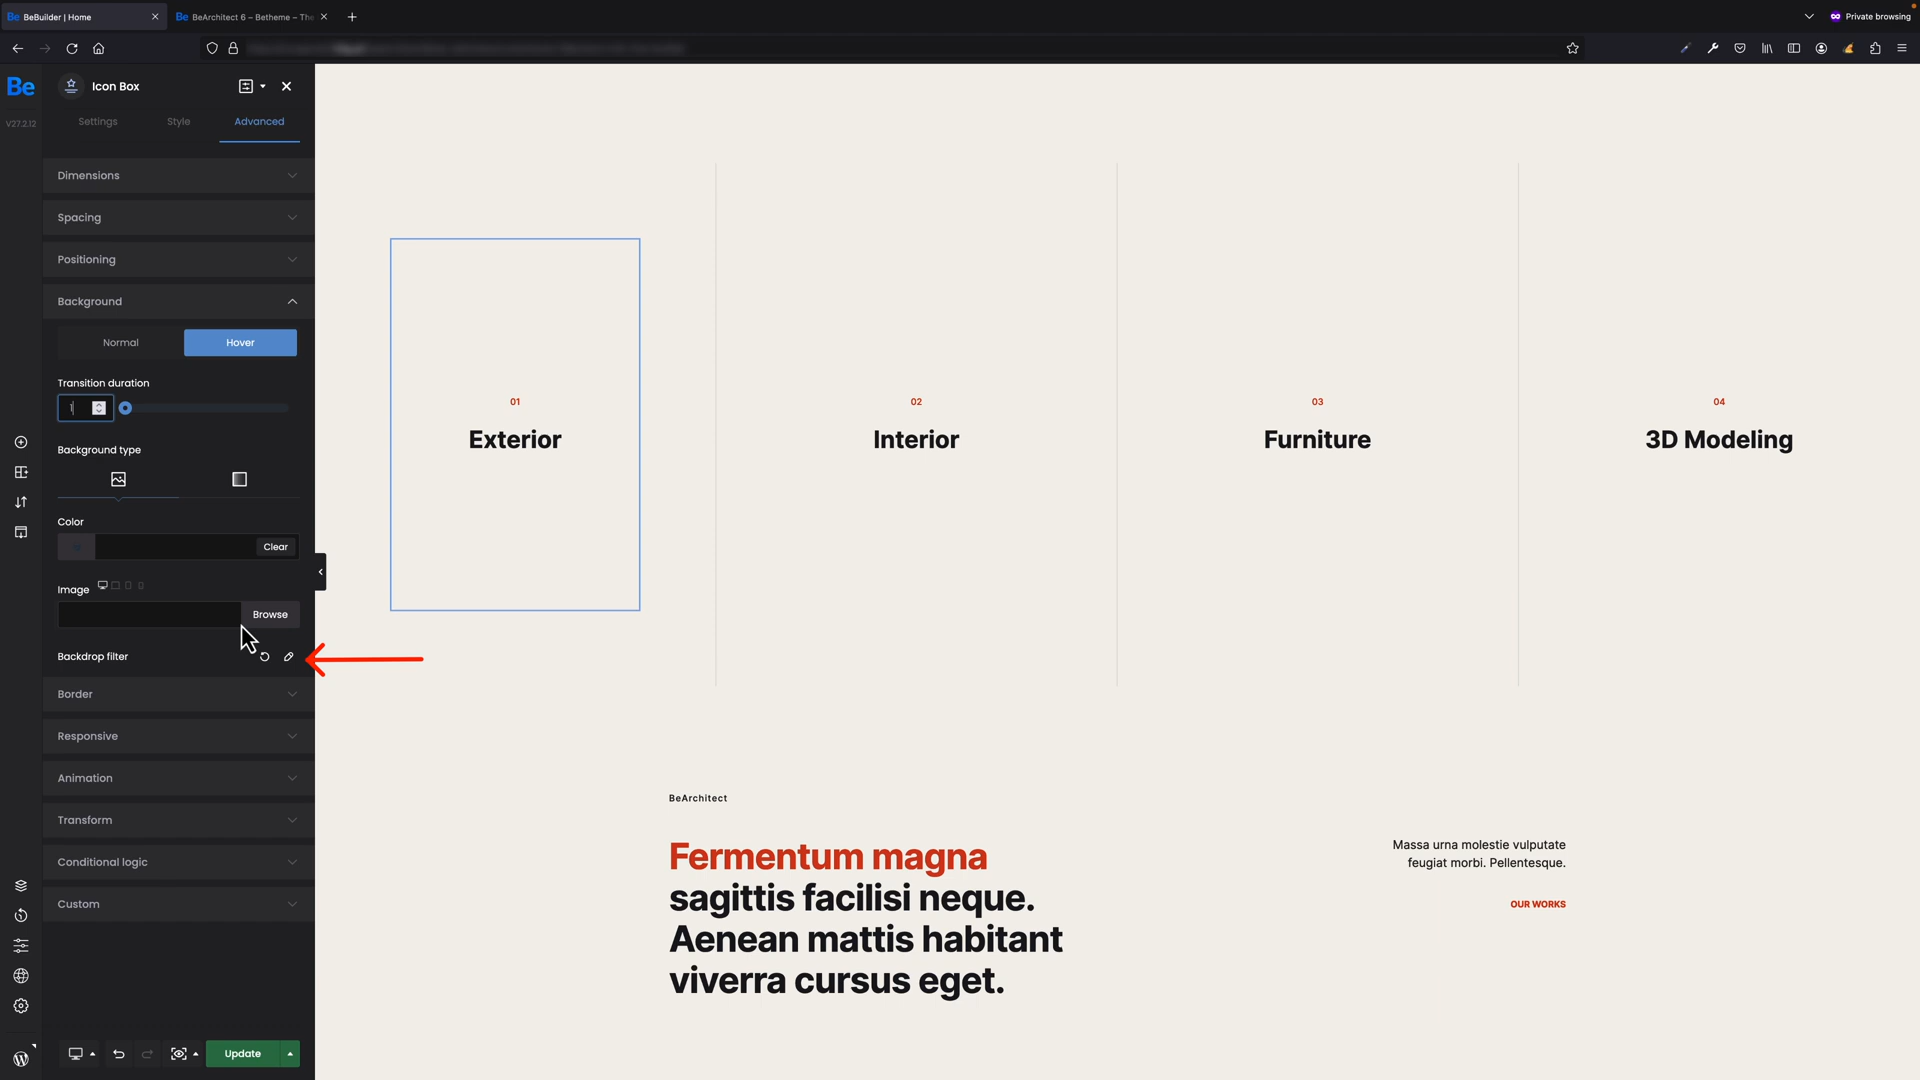 Be BeBuilder | Home
Be BeArchitect 6 – Betheme – The
Private browsing
Be
V27.2.12
Icon Box
Settings
Style
Advanced
Dimensions
Spacing
Positioning
Background
Normal
Hover
Transition duration
1
Background type
Color
Clear
Image
Browse
Backdrop filter
Border
Responsive
Animation
Transform
Conditional logic
Custom
Update
01
Exterior
02
Interior
03
Furniture
04
3D Modeling
BeArchitect
Fermentum magna
sagittis facilisi neque.
Aenean mattis habitant
viverra cursus eget.
Massa urna molestie vulputate
feugiat morbi. Pellentesque.
OUR WORKS